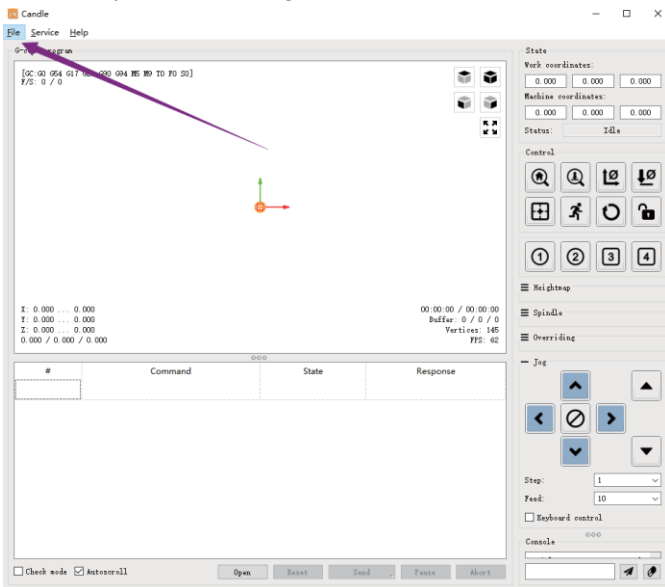 Candle
File Service Help
G-co rogram
[GC:G0 G54 G17 G90 G94 M5 M9 T0 F0 S0]
F/S: 0 / 0
X: 0.000 ... 0.000
Y: 0.000 ... 0.000
Z: 0.000 ... 0.000
0.000 / 0.000 / 0.000
00:00:00 / 00:00:00
Buffer: 0 / 0 / 0
Vertices: 145
FPS: 62
# Command State Response
Check mode Autoscroll Open Reset Send Pause Abort
State
Work coordinates:
0.000 0.000 0.000
Machine coordinates:
0.000 0.000 0.000
Status: Idle
Control
1 2 3 4
Heightmap
Spindle
Overriding
Jog
Step: 1
Feed: 10
Keyboard control
Console